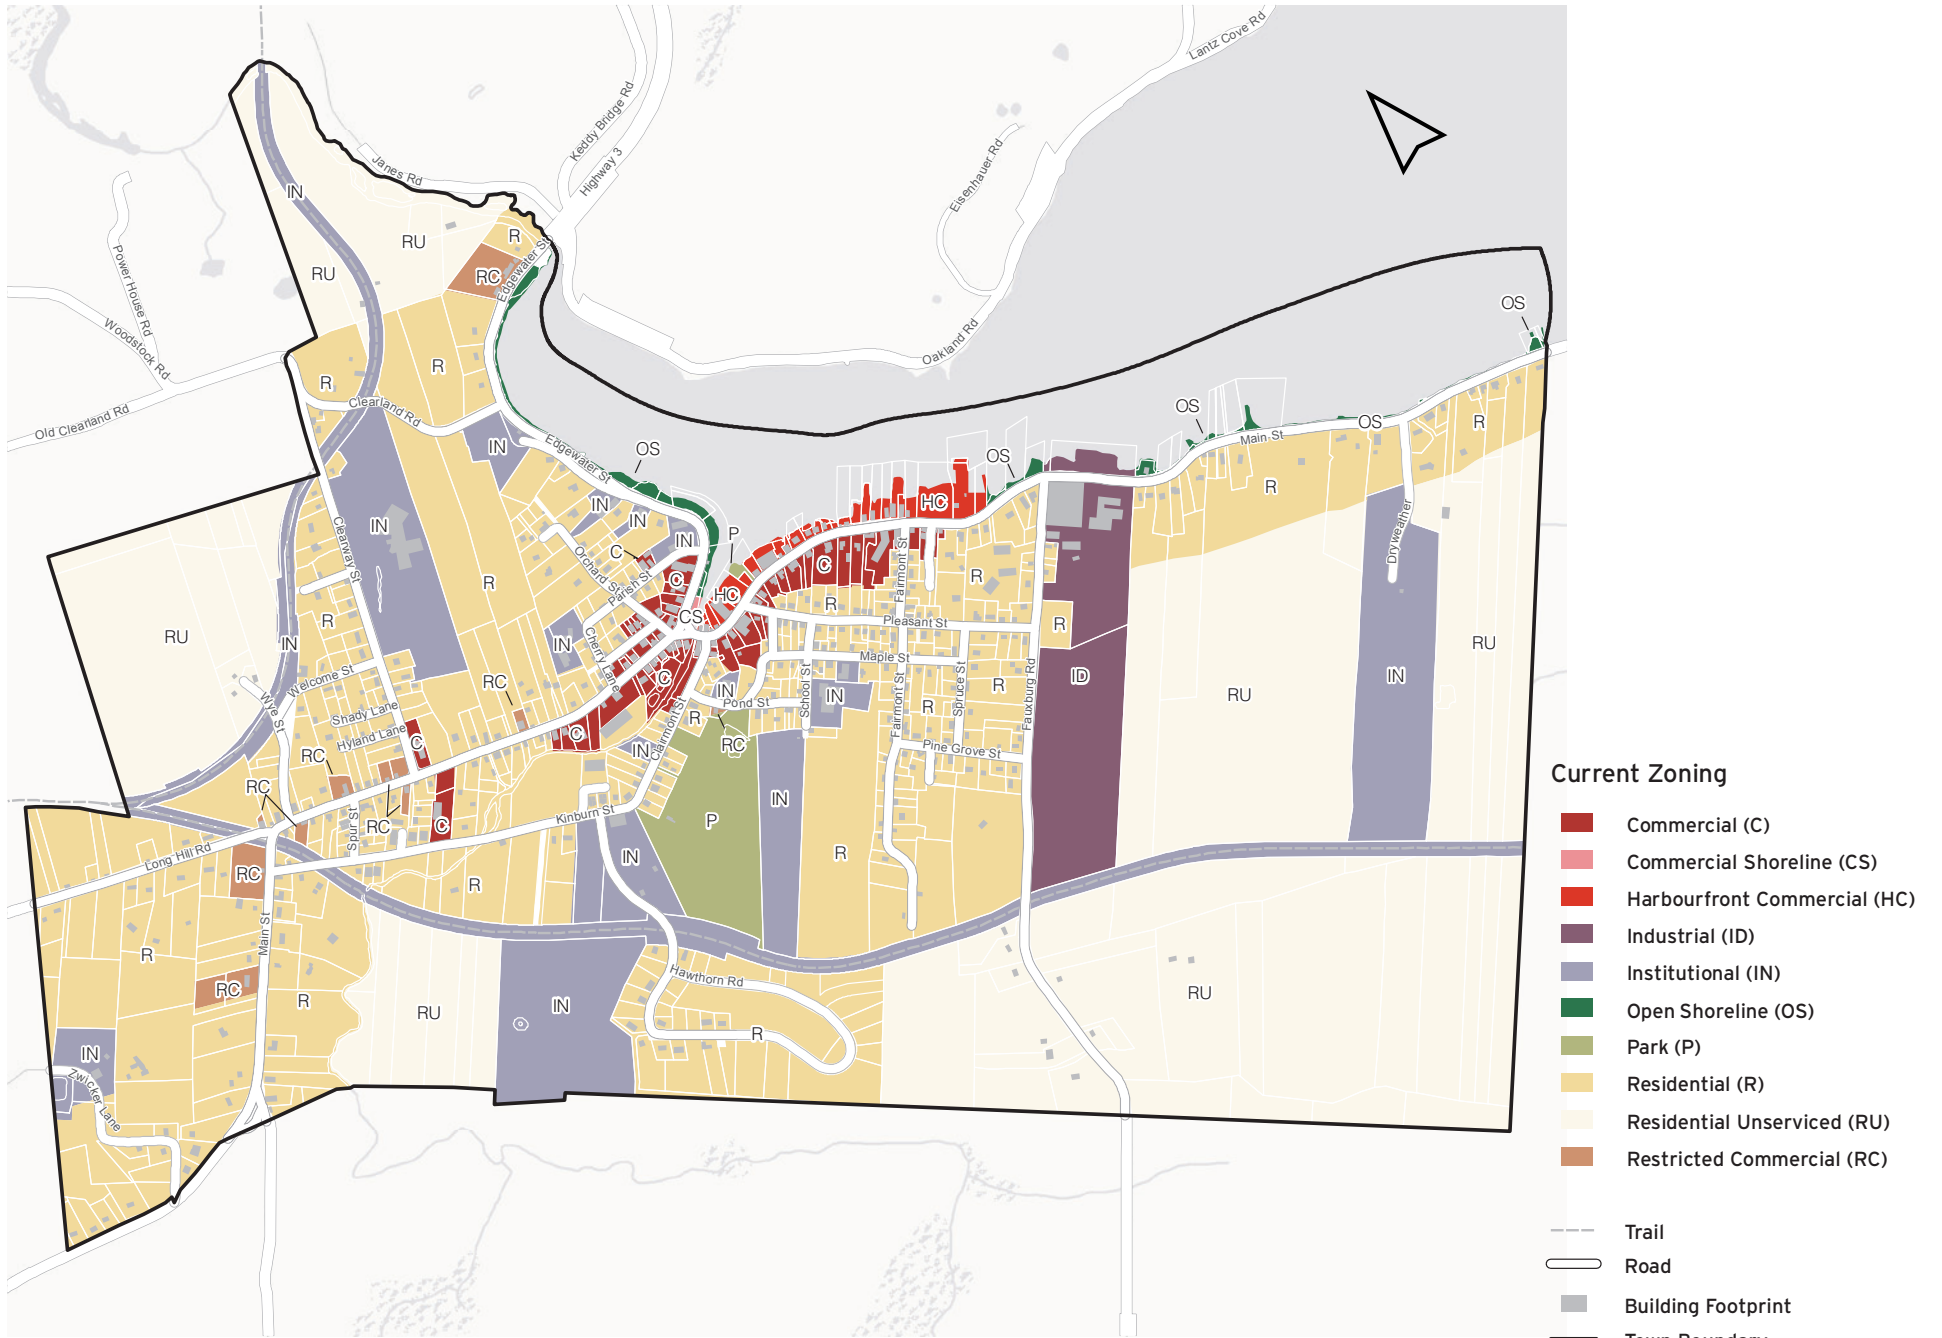 Lantz Cove Rd
Keddy Bridge Rd
Highway 3
Janes Rd
Eisenhauer Rd
IN
RU
R
RU
RC
Edgewater St
Power House Rd
Woodstock Rd
OS
Oakland Rd
R
R
Clearland Rd
Old Clearland Rd
OS
OS
R
Main St
IN
Edgewater St
OS
OS
R
HC
IN
IN
IN
Clearway St
P
Dryweather
IN
C
Orchard St
Parish St
C
C
Fairmont St
R
R
HC
R
CS
Pleasant St
R
R
RU
IN
IN
Cherry Lane
Maple St
RU
Welcome St
C
School St
Spruce St
Fauxburg Rd
ID
IN
RC
IN
IN
R
RU
Wye St
Shady Lane
Pond St
Fairmont St
R
R
Hyland Lane
C
C
Clairmont St
RC
IN
Pine Grove St
RC
RC
IN
Spur St
RC
C
Kinburn St
P
Long Hill Rd
IN
R
RC
R
Main St
R
Hawthorn Rd
RC
R
RU
IN
RU
R
IN
Zwicker Lane
Current Zoning
Commercial (C)
Commercial Shoreline (CS)
Harbourfront Commercial (HC)
Industrial (ID)
Institutional (IN)
Open Shoreline (OS)
Park (P)
Residential (R)
Residential Unserviced (RU)
Restricted Commercial (RC)
Trail
Road
Building Footprint
Town Boundary